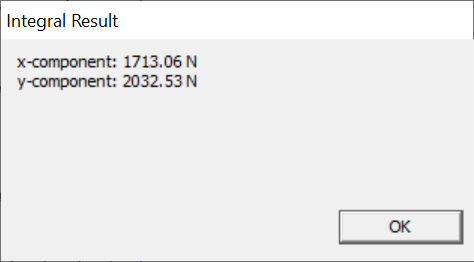 Integral Result
x-component: 1713.06 N
y-component: 2032.53 N
OK